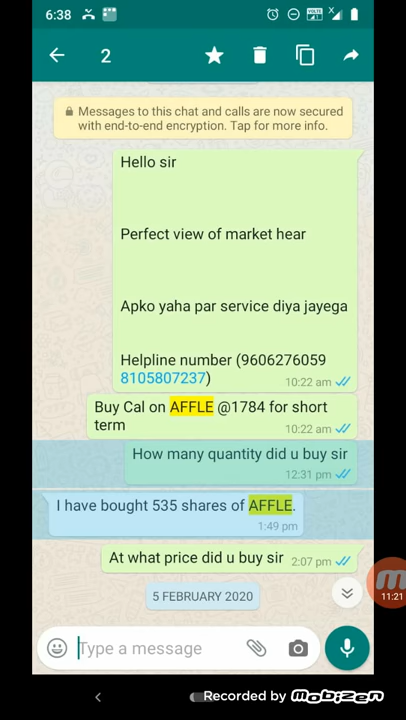 6:38
VOLTE
2
Messages to this chat and calls are now secured
with end-to-end encryption. Tap for more info.
Hello sir
Perfect view of market hear
Apko yaha par service diya jayega
Helpline number (9606276059
8105807237)
10:22 am
Buy Cal on AFFLE @1784 for short
term
10:22 am
How many quantity did u buy sir
12:31 pm
I have bought 535 shares of AFFLE.
1:49 pm
At what price did u buy sir 2:07 pm
5 FEBRUARY 2020
M
11:21
Type a message
Recorded by Mobizen